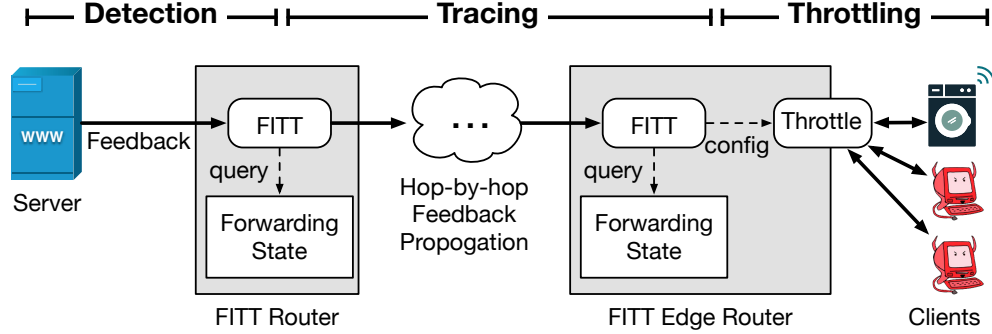 Detection
Tracing
Throttling
WWW
Server
Feedback
FITT
query
Forwarding
State
FITT Router
...
Hop-by-hop
Feedback
Propogation
FITT
config
query
Forwarding
State
FITT Edge Router
Throttle
Clients